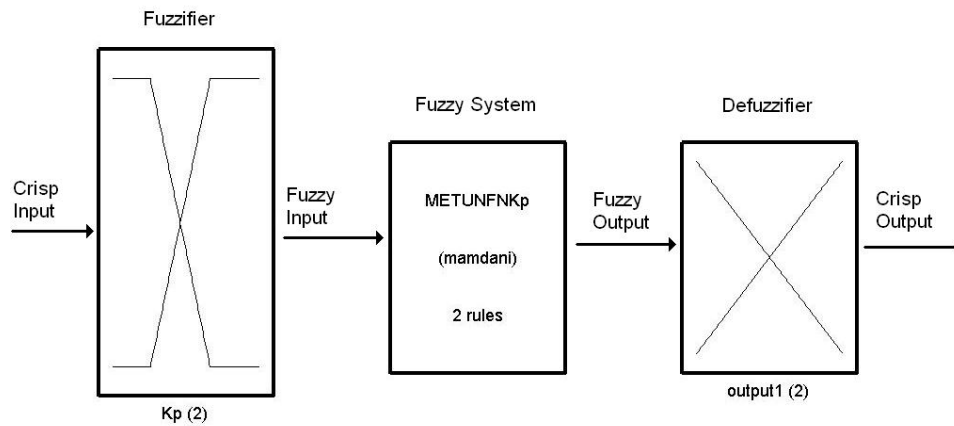 Fuzzifier
Crisp
Input
Kp (2)
Fuzzy
Input
Fuzzy System
METUNFNKp
(mamdani)
2 rules
Fuzzy
Output
Defuzzifier
output1 (2)
Crisp
Output